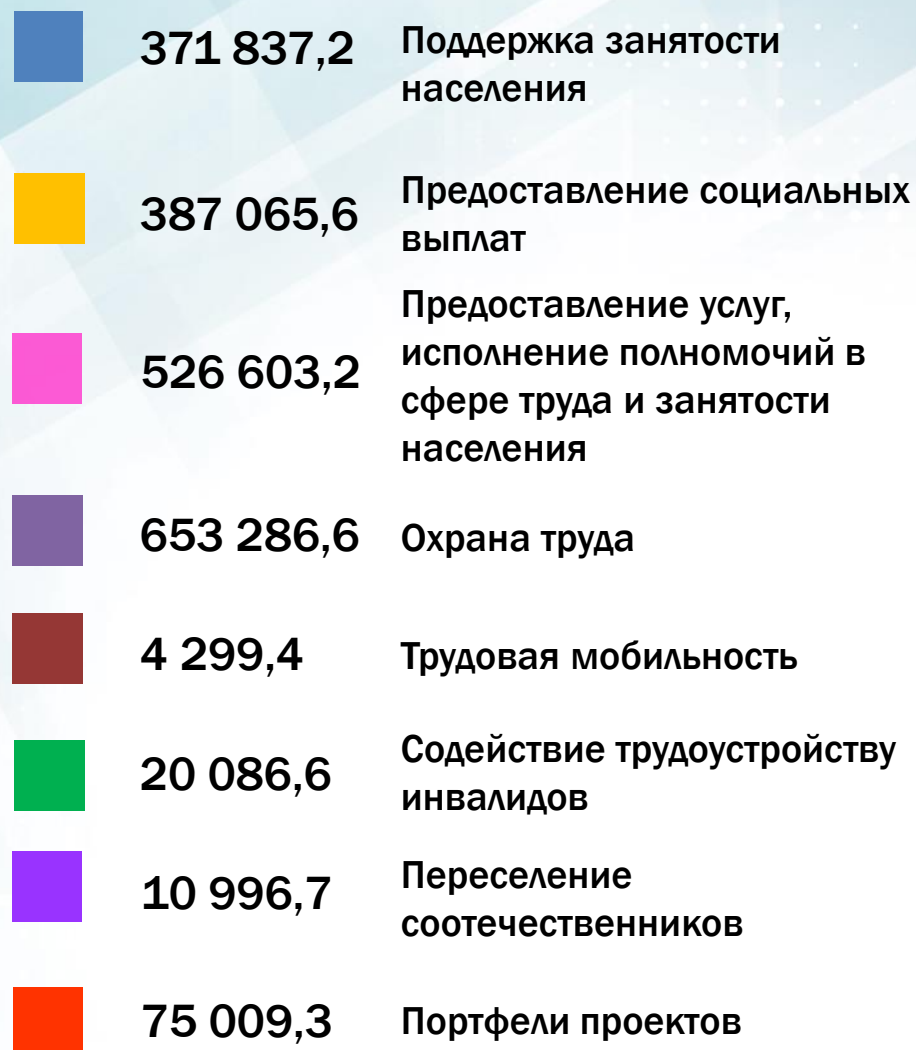 371 837,2 Поддержка занятости
населения
387 065,6 Предоставление социальных
выплат
526 603,2 Предоставление услуг,
исполнение полномочий в
сфере труда и занятости
населения
653 286,6 Охрана труда
4 299,4 Трудовая мобильность
20 086,6 Содействие трудоустройству
инвалидов
10 996,7 Переселение
соотечественников
75 009,3 Портфели проектов